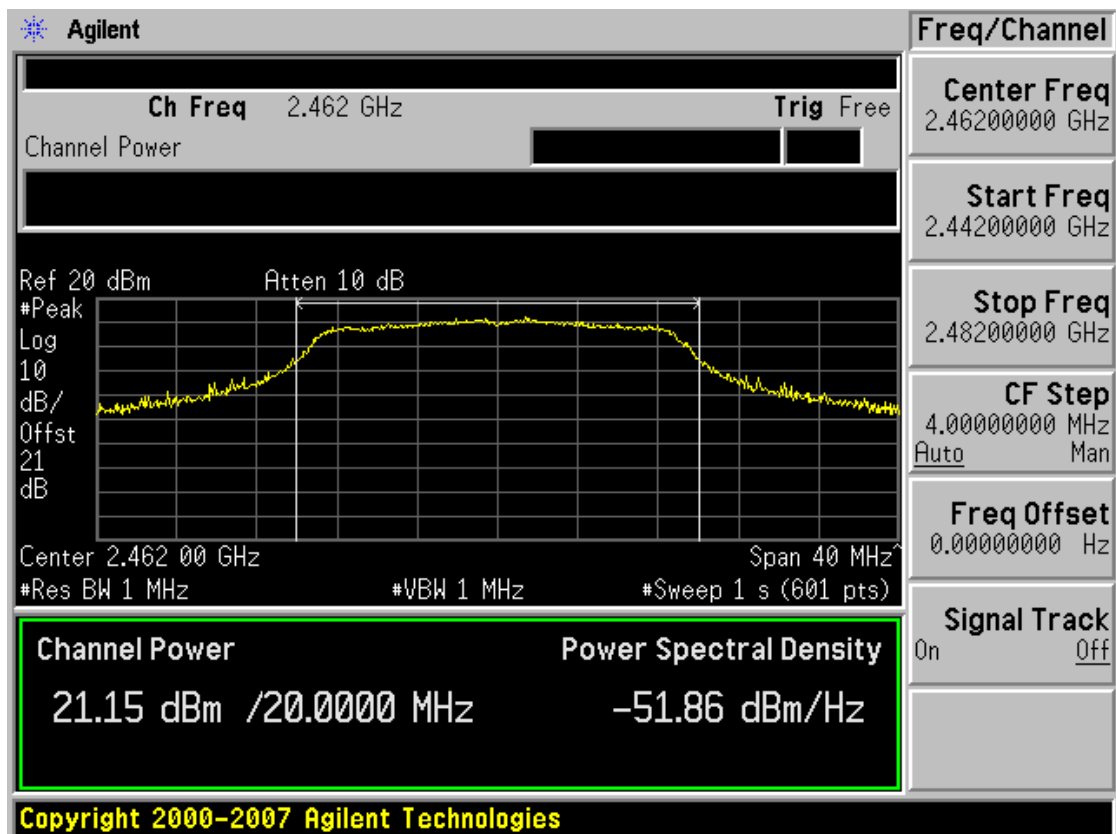 Agilent
Freq/Channel
Ch Freq 2.462 GHz Trig Free
Channel Power
Ref 20 dBm Atten 10 dB
#Peak
Log
10
dB/
Offst
21
dB
Center 2.462 00 GHz Span 40 MHz^
#Res BW 1 MHz #VBW 1 MHz #Sweep 1 s (601 pts)
Channel Power Power Spectral Density
21.15 dBm /20.0000 MHz -51.86 dBm/Hz
Center Freq
2.46200000 GHz
Start Freq
2.44200000 GHz
Stop Freq
2.48200000 GHz
CF Step
4.00000000 MHz
Auto Man
Freq Offset
0.00000000 Hz
Signal Track
On Off
Copyright 2000-2007 Agilent Technologies